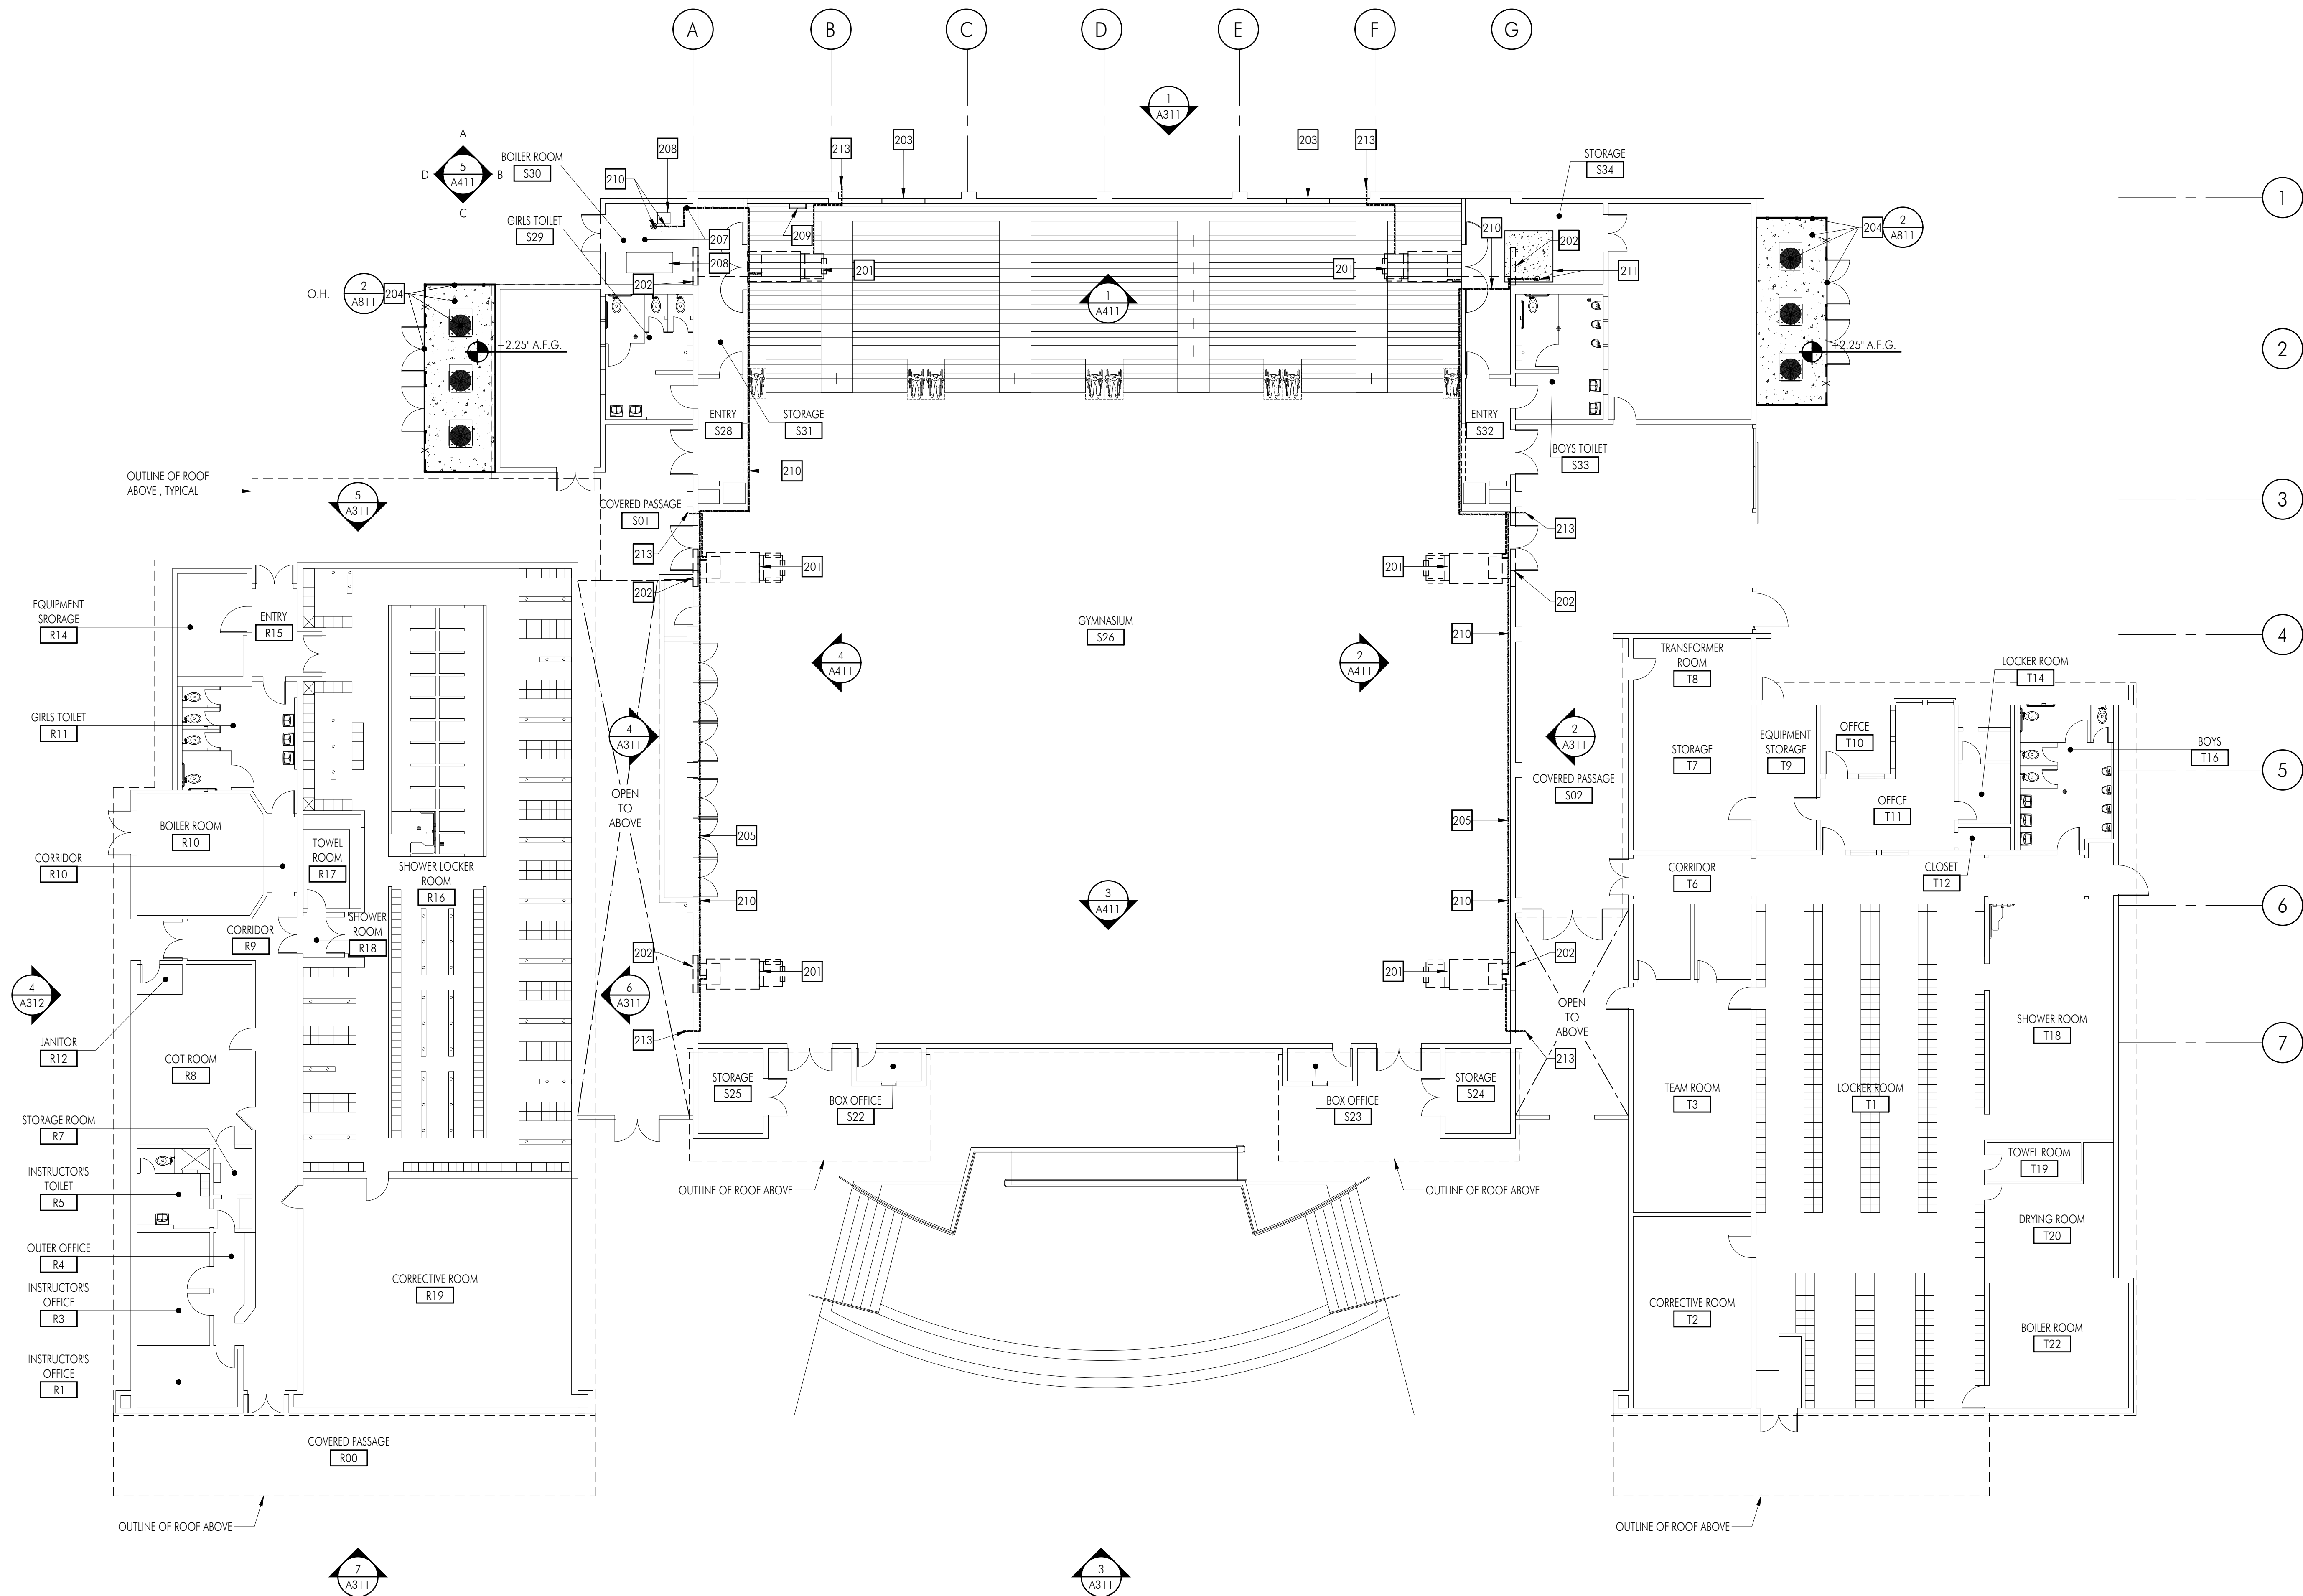 A
B
C
D
E
F
G
1
A311
A
5
A411
D
B
C
BOILER ROOM
S30
208
213
203
203
213
STORAGE
S34
210
1
GIRLS TOILET
S29
207
209
210
202
204
2
A811
208
201
201
211
202
O.H.
2
A811
204
1
A411
+2.25" A.F.G.
+2.25" A.F.G.
2
ENTRY
S28
STORAGE
S31
ENTRY
S32
BOYS TOILET
S33
210
OUTLINE OF ROOF
ABOVE , TYPICAL
5
A311
COVERED PASSAGE
S01
3
213
213
201
201
202
202
EQUIPMENT
SRORAGE
R14
ENTRY
R15
GYMNASIUM
S26
210
4
4
A411
2
A411
TRANSFORMER
ROOM
T8
LOCKER ROOM
T14
GIRLS TOILET
R11
4
A311
2
A311
OFFCE
T10
STORAGE
T7
EQUIPMENT
STORAGE
T9
BOYS
T16
5
COVERED PASSAGE
S02
OPEN
TO
ABOVE
OFFCE
T11
BOILER ROOM
R10
205
205
TOWEL
ROOM
R17
CORRIDOR
R10
SHOWER LOCKER
ROOM
R16
CORRIDOR
T6
CLOSET
T12
210
3
A411
210
6
SHOWER
ROOM
R18
CORRIDOR
R9
202
202
201
201
4
A312
6
A311
OPEN
TO
ABOVE
SHOWER ROOM
T18
JANITOR
R12
213
7
COT ROOM
R8
213
STORAGE
S25
BOX OFFICE
S22
BOX OFFICE
S23
STORAGE
S24
TEAM ROOM
T3
LOCKER ROOM
T1
STORAGE ROOM
R7
TOWEL ROOM
T19
INSTRUCTOR'S
TOILET
R5
OUTLINE OF ROOF ABOVE
OUTLINE OF ROOF ABOVE
DRYING ROOM
T20
OUTER OFFICE
R4
INSTRUCTOR'S
OFFICE
R3
CORRECTIVE ROOM
R19
CORRECTIVE ROOM
T2
BOILER ROOM
T22
INSTRUCTOR'S
OFFICE
R1
COVERED PASSAGE
R00
OUTLINE OF ROOF ABOVE
OUTLINE OF ROOF ABOVE
7
A311
3
A311